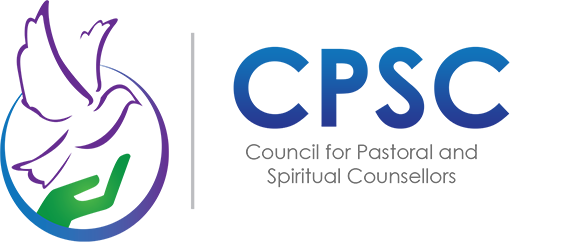 CPSC
Council for Pastoral and
Spiritual Counsellors